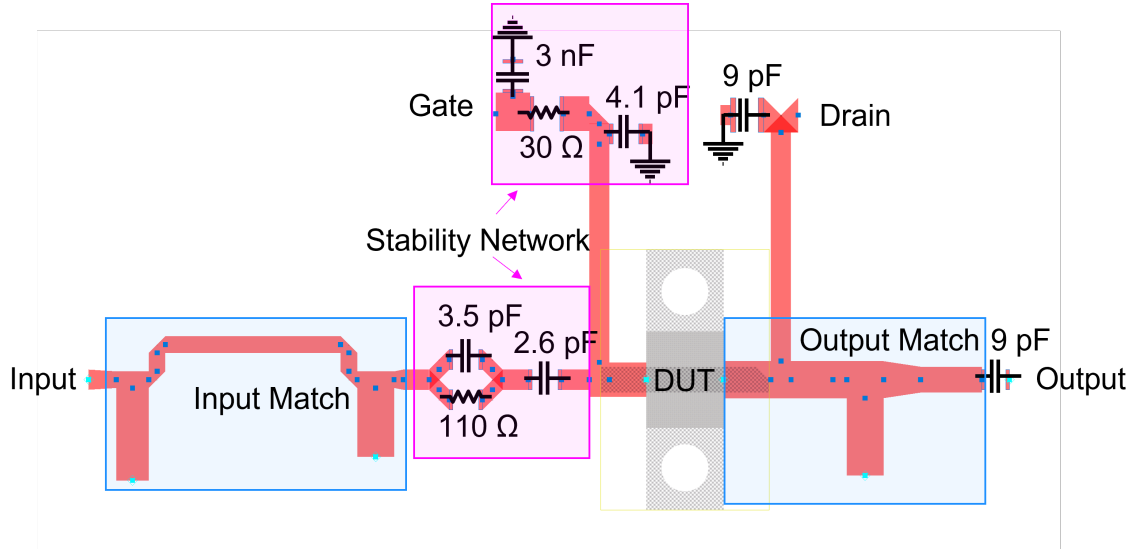 3 nF
9 pF
Gate
4.1 pF
Drain
30 Ω
Stability Network
3.5 pF
2.6 pF
Output Match
9 pF
Input
Input Match
DUT
Output
110 Ω